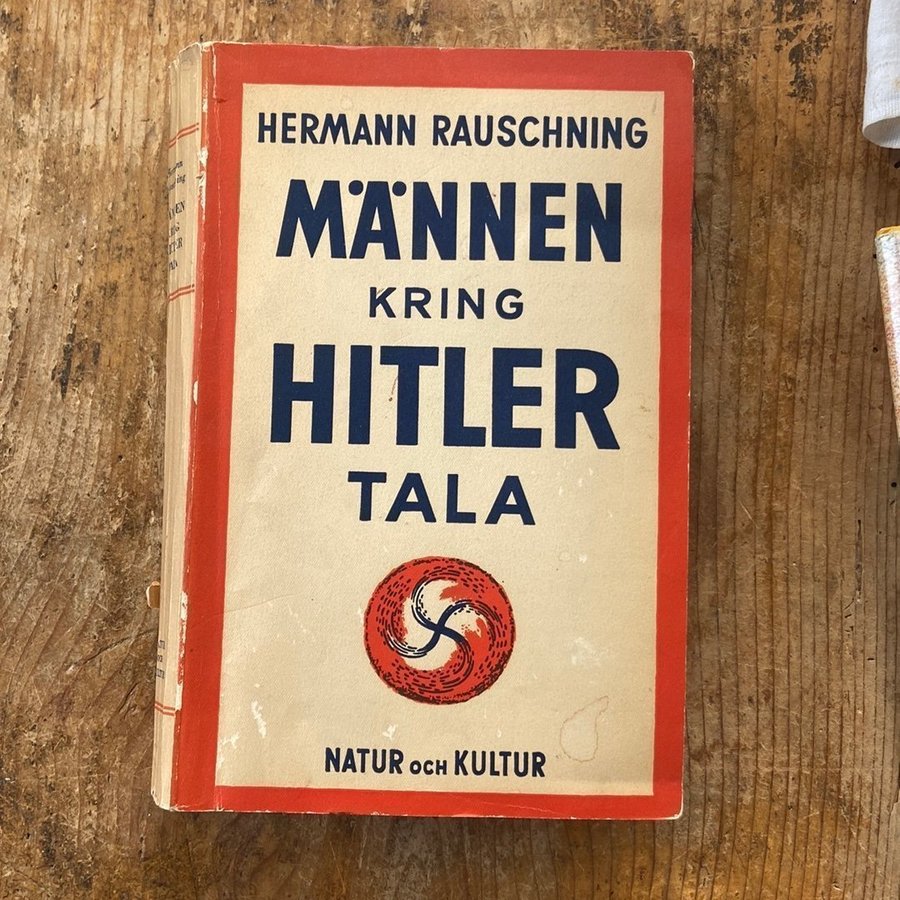 HERMANN RAUSCHNING
MÄNNEN
KRING
HITLER
TALA
NATUR OCH KULTUR